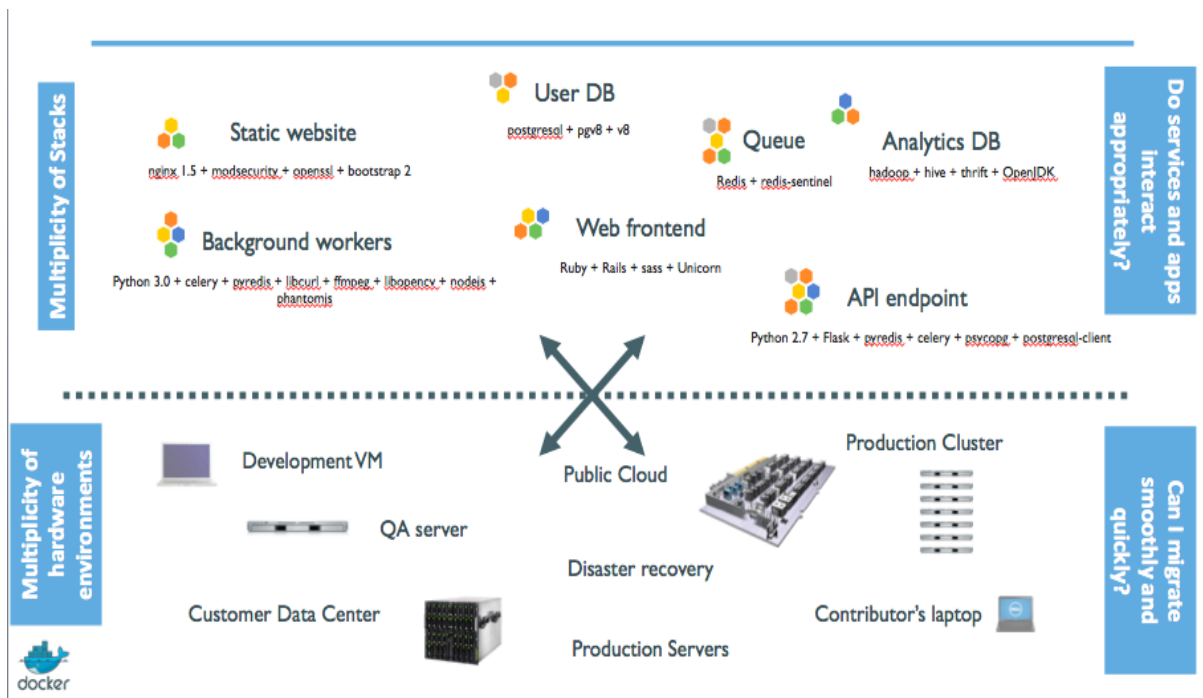 Multiplicity of Stacks
Do services and apps
interact
appropriately?
User DB
postgresql + pgv8 + v8
Static website
nginx 1.5 + modsecurity + openssl + bootstrap 2
Queue
Redis + redis-sentinel
Analytics DB
hadoop + hive + thrift + OpenJDK
Background workers
Python 3.0 + celery + pyredis + libcurl + ffmpeg + libopencv + nodejs +
phantomjs
Web frontend
Ruby + Rails + sass + Unicorn
API endpoint
Python 2.7 + Flask + pyredis + celery + psycopg + postgresql-client
Multiplicity of
hardware
environments
Can I migrate
smoothly and
quickly?
Development VM
Public Cloud
Production Cluster
QA server
Disaster recovery
Customer Data Center
Contributor's laptop
Production Servers
docker